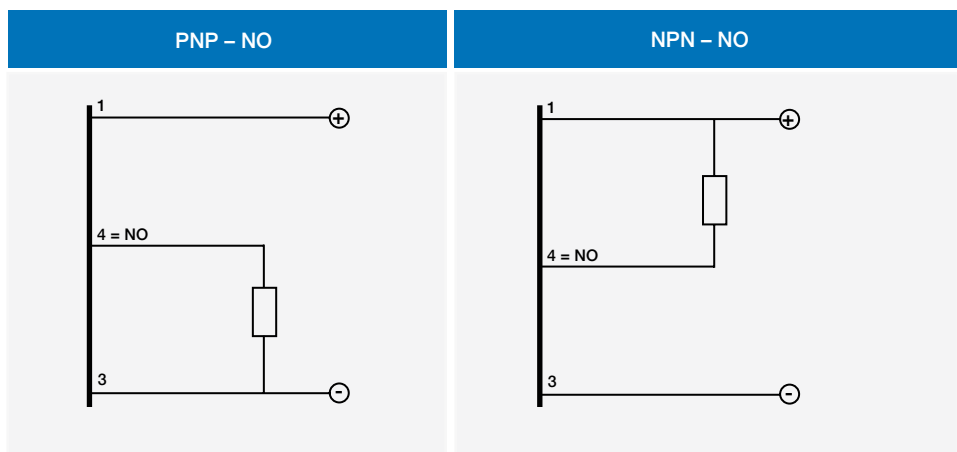 PNP – NO
1
+
4 = NO
3
-
NPN – NO
1
+
4 = NO
3
-